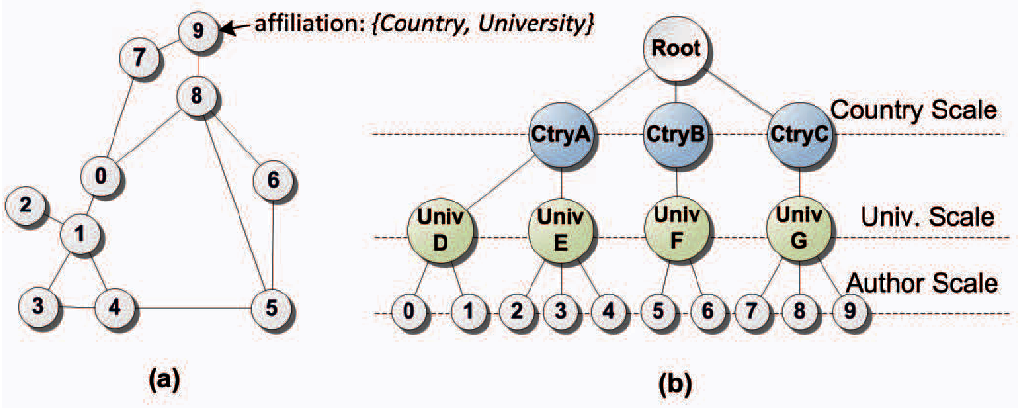 9
affiliation: {Country, University}
7
8
0
6
2
1
3
4
5
(a)
Root
Country Scale
CtryA CtryB CtryC
Univ D
Univ E
Univ F
Univ G
Univ. Scale
Author Scale
0 1 2 3 4 5 6 7 8 9
(b)